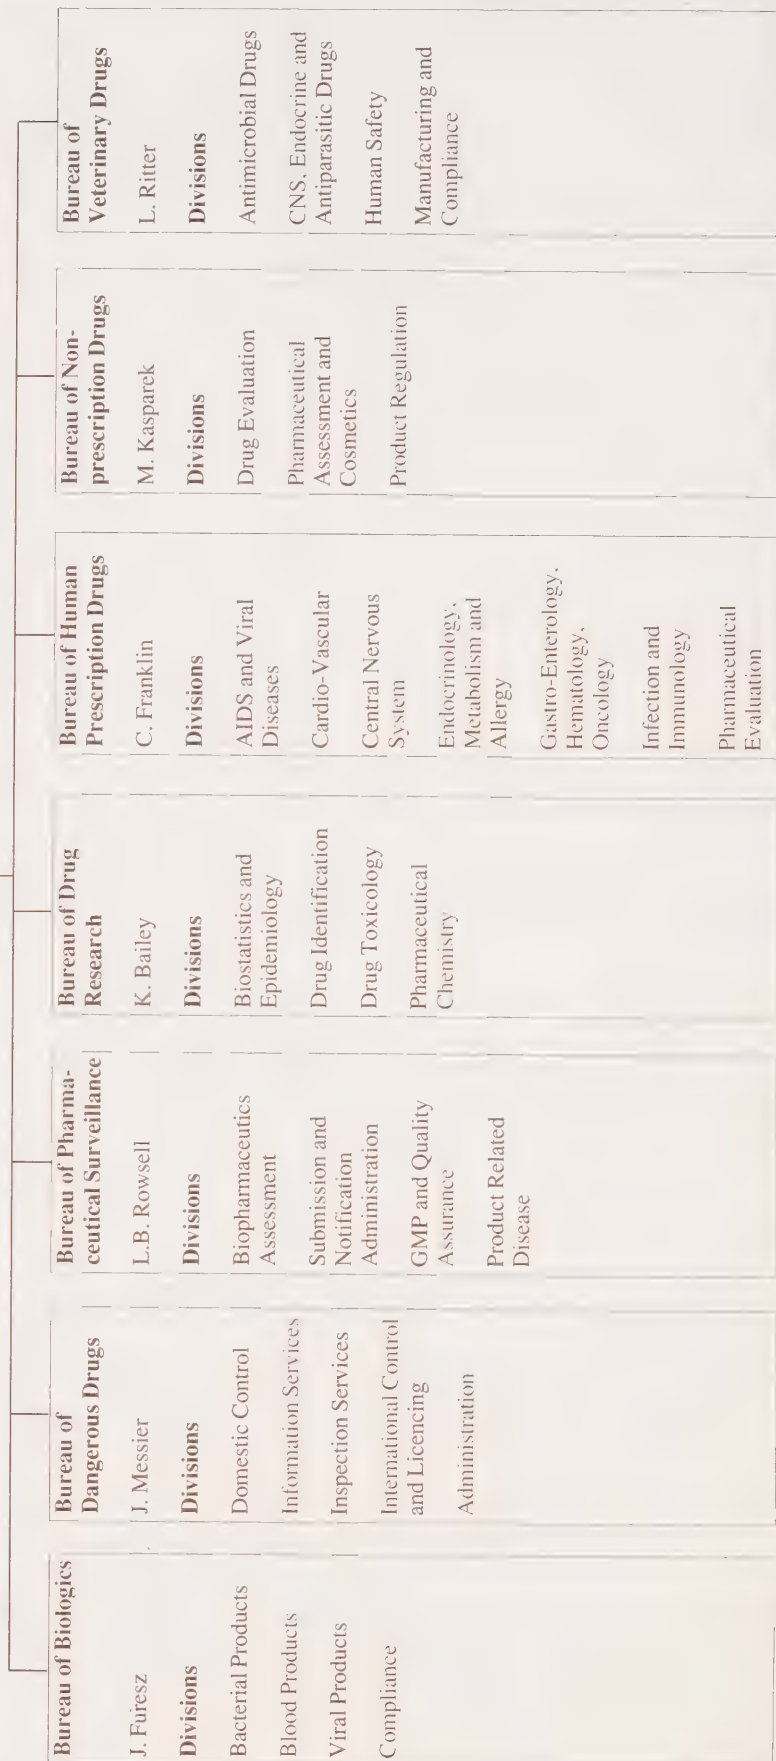 Bureau of Biologics
J. Furesz
Divisions
Bacterial Products
Blood Products
Viral Products
Compliance
Bureau of
Dangerous Drugs
J. Messier
Divisions
Domestic Control
Information Services
Inspection Services
International Control
and Licencing
Administration
Bureau of Pharma-
ceutical Surveillance
L.B. Rowsell
Divisions
Biopharmaceutics
Assessment
Submission and
Notification
Administration
GMP and Quality
Assurance
Product Related
Disease
Bureau of Drug
Research
K. Bailey
Divisions
Biostatistics and
Epidemiology
Drug Identification
Drug Toxicology
Pharmaceutical
Chemistry
Bureau of Human
Prescription Drugs
C. Franklin
Divisions
AIDS and Viral
Diseases
Cardio-Vascular
Central Nervous
System
Endocrinology,
Metabolism and
Allergy
Gastro-Enterology,
Hematology,
Oncology
Infection and
Immunology
Pharmaceutical
Evaluation
Bureau of Non-
prescription Drugs
M. Kasparek
Divisions
Drug Evaluation
Pharmaceutical
Assessment and
Cosmetics
Product Regulation
Bureau of
Veterinary Drugs
L. Ritter
Divisions
Antimicrobial Drugs
CNS, Endocrine and
Antiparasitic Drugs
Human Safety
Manufacturing and
Compliance